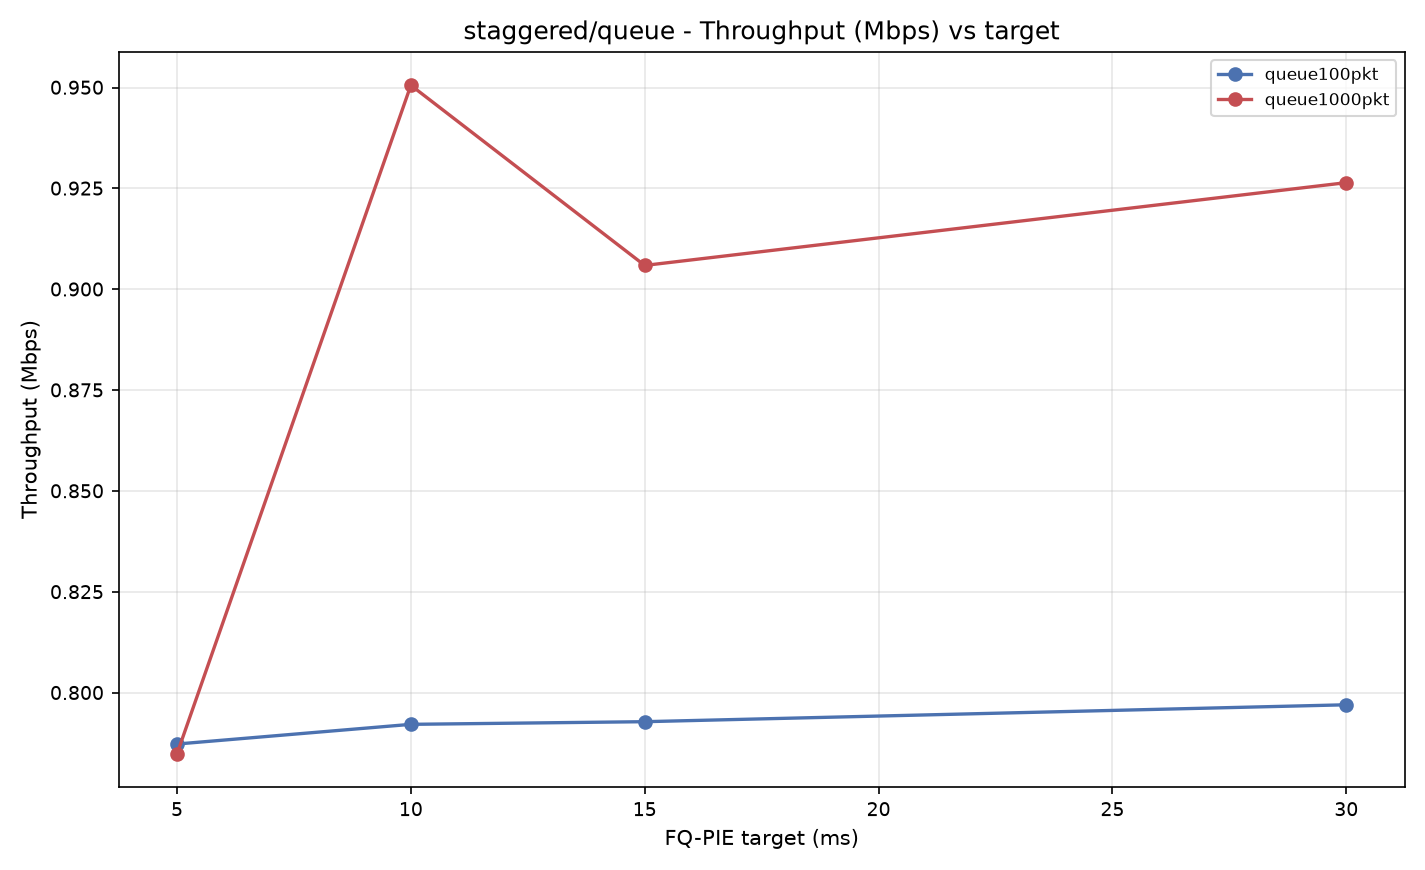 staggered/queue - Throughput (Mbps) vs target
queue100pkt
queue1000pkt
Throughput (Mbps)
0.950
0.925
0.900
0.875
0.850
0.825
0.800
5 10 15 20 25 30
FQ-PIE target (ms)